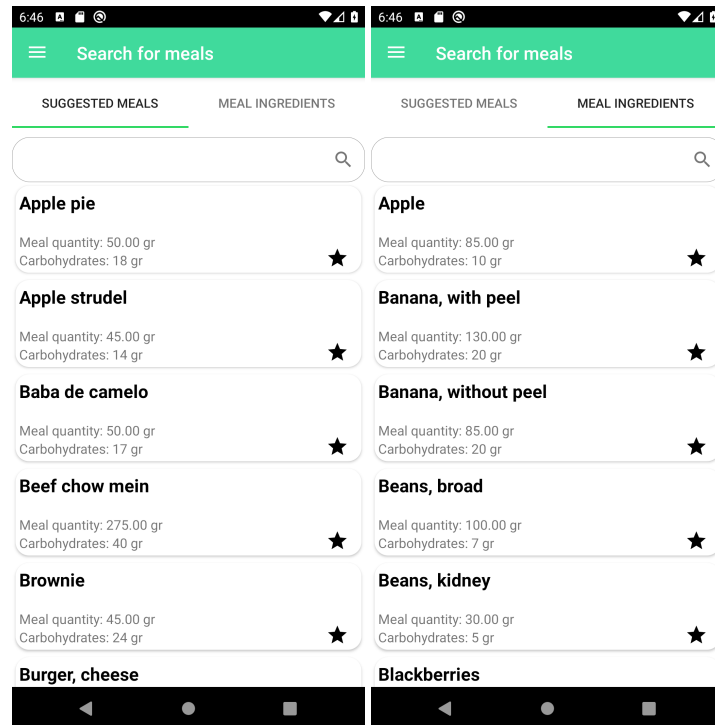 6:46
Search for meals
SUGGESTED MEALS MEAL INGREDIENTS
Apple pie
Meal quantity: 50.00 gr
Carbohydrates: 18 gr
Apple strudel
Meal quantity: 45.00 gr
Carbohydrates: 14 gr
Baba de camelo
Meal quantity: 50.00 gr
Carbohydrates: 17 gr
Beef chow mein
Meal quantity: 275.00 gr
Carbohydrates: 40 gr
Brownie
Meal quantity: 45.00 gr
Carbohydrates: 24 gr
Burger, cheese
6:46
Search for meals
SUGGESTED MEALS MEAL INGREDIENTS
Apple
Meal quantity: 85.00 gr
Carbohydrates: 10 gr
Banana, with peel
Meal quantity: 130.00 gr
Carbohydrates: 20 gr
Banana, without peel
Meal quantity: 85.00 gr
Carbohydrates: 20 gr
Beans, broad
Meal quantity: 100.00 gr
Carbohydrates: 7 gr
Beans, kidney
Meal quantity: 30.00 gr
Carbohydrates: 5 gr
Blackberries